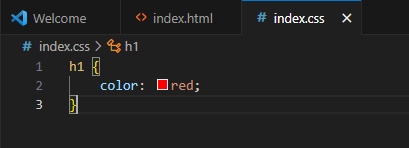 Welcome index.html index.css
# index.css > h1
1 h1 {
2 color: red;
3 }